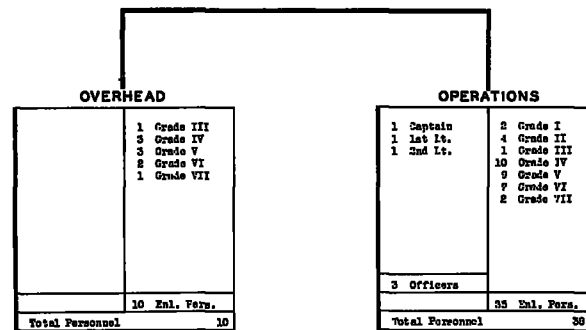 OVERHEAD
1 Grade III
3 Grade IV
3 Grade V
2 Grade VI
1 Grade VII
10 Enl. Pers.
Total Personnel 10
OPERATIONS
1 Captain
1 1st Lt.
1 2nd Lt.
2 Grade I
4 Grade II
1 Grade III
10 Grade IV
9 Grade V
7 Grade VI
2 Grade VII
3 Officers
35 Enl. Pers.
Total Personnel 38